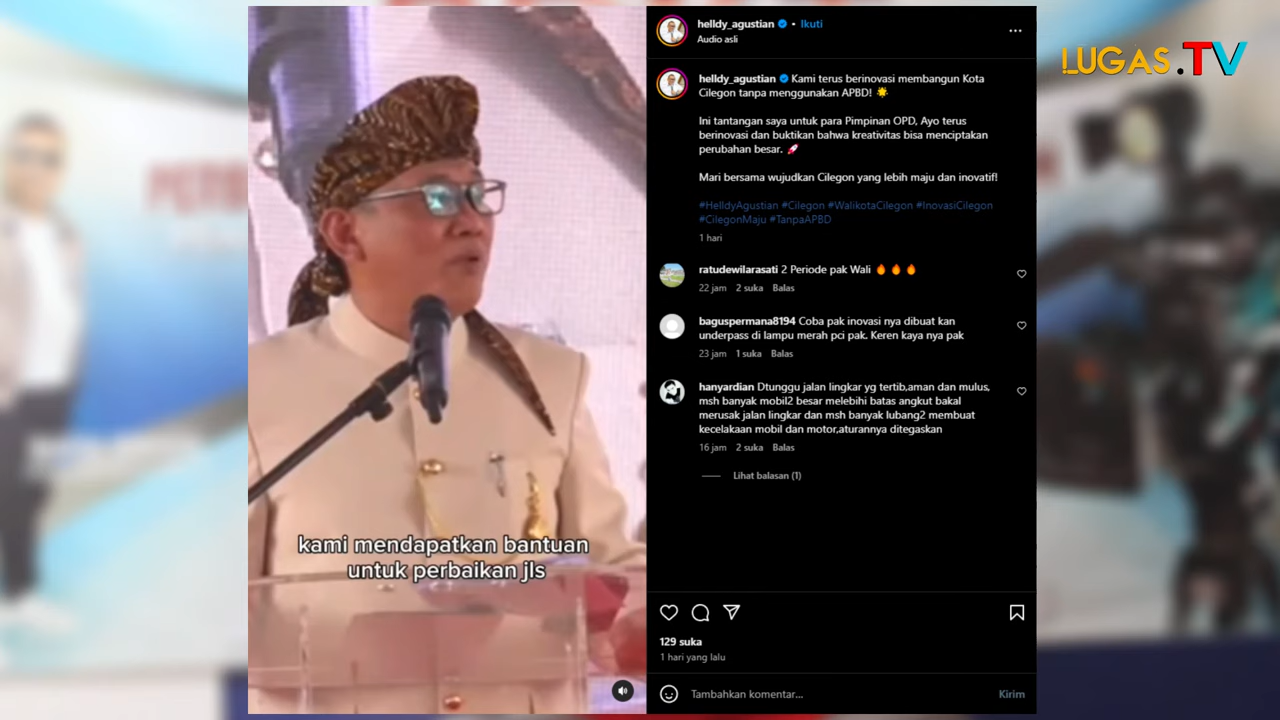 helldy_agustian • Ikuti
Audio asli
LUGAS.TV
helldy_agustian Kami terus berinovasi membangun Kota
Cilegon tanpa menggunakan APBD! 🌟
Ini tantangan saya untuk para Pimpinan OPD, Ayo terus
berinovasi dan buktikan bahwa kreativitas bisa menciptakan
perubahan besar. 🚀
Mari bersama wujudkan Cilegon yang lebih maju dan inovatif!
#HelldyAgustian #Cilegon #WalikotaCilegon #InovasiCilegon
#CilegonMaju #TanpaAPBD
1 hari
ratudewilarasati 2 Periode pak Wali 🔥🔥🔥
22 jam 2 suka Balas
baguspermana8194 Coba pak inovasi nya dibuat kan
underpass di lampu merah pci pak. Keren kaya nya pak
23 jam 1 suka Balas
hanyardian Dtunggu jalan lingkar yg tertib,aman dan mulus,
msh banyak mobil2 besar melebihi batas angkut bakal
merusak jalan lingkar dan msh banyak lubang2 membuat
kecelakaan mobil dan motor,aturannya ditegaskan
16 jam 2 suka Balas
Lihat balasan (1)
kami mendapatkan bantuan
untuk perbaikan jls
129 suka
1 hari yang lalu
Tambahkan komentar...
Kirim